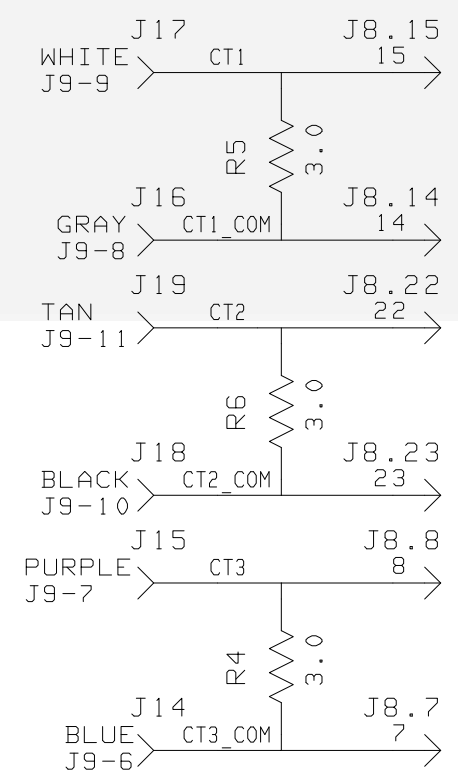 J17 J8.15
WHITE CT1 15
J9-9
R5 3.0
J16 J8.14
GRAY CT1_COM 14
J9-8
J19 J8.22
TAN CT2 22
J9-11
R6 3.0
J18 J8.23
BLACK CT2_COM 23
J9-10
J15 J8.8
PURPLE CT3 8
J9-7
R4 3.0
J14 J8.7
BLUE CT3_COM 7
J9-6